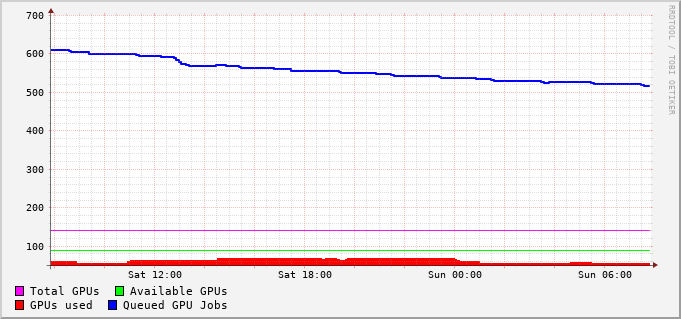 700
600
500
400
300
200
100
Sat 12:00 Sat 18:00 Sun 00:00 Sun 06:00
Total GPUs Available GPUs
GPUs used Queued GPU Jobs
RRDTOOL / TOBI OETIKER